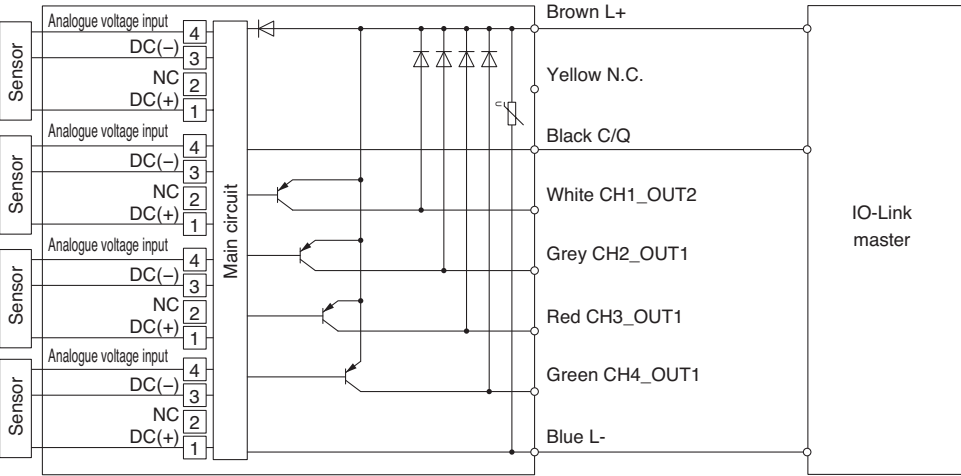 Sensor
Analogue voltage input
4
DC(−)
3
NC
2
DC(+)
1
Sensor
Analogue voltage input
4
DC(−)
3
NC
2
DC(+)
1
Sensor
Analogue voltage input
4
DC(−)
3
NC
2
DC(+)
1
Sensor
Analogue voltage input
4
DC(−)
3
NC
2
DC(+)
1
Main circuit
Brown L+
Yellow N.C.
Black C/Q
White CH1_OUT2
Grey CH2_OUT1
Red CH3_OUT1
Green CH4_OUT1
Blue L-
IO-Link
master